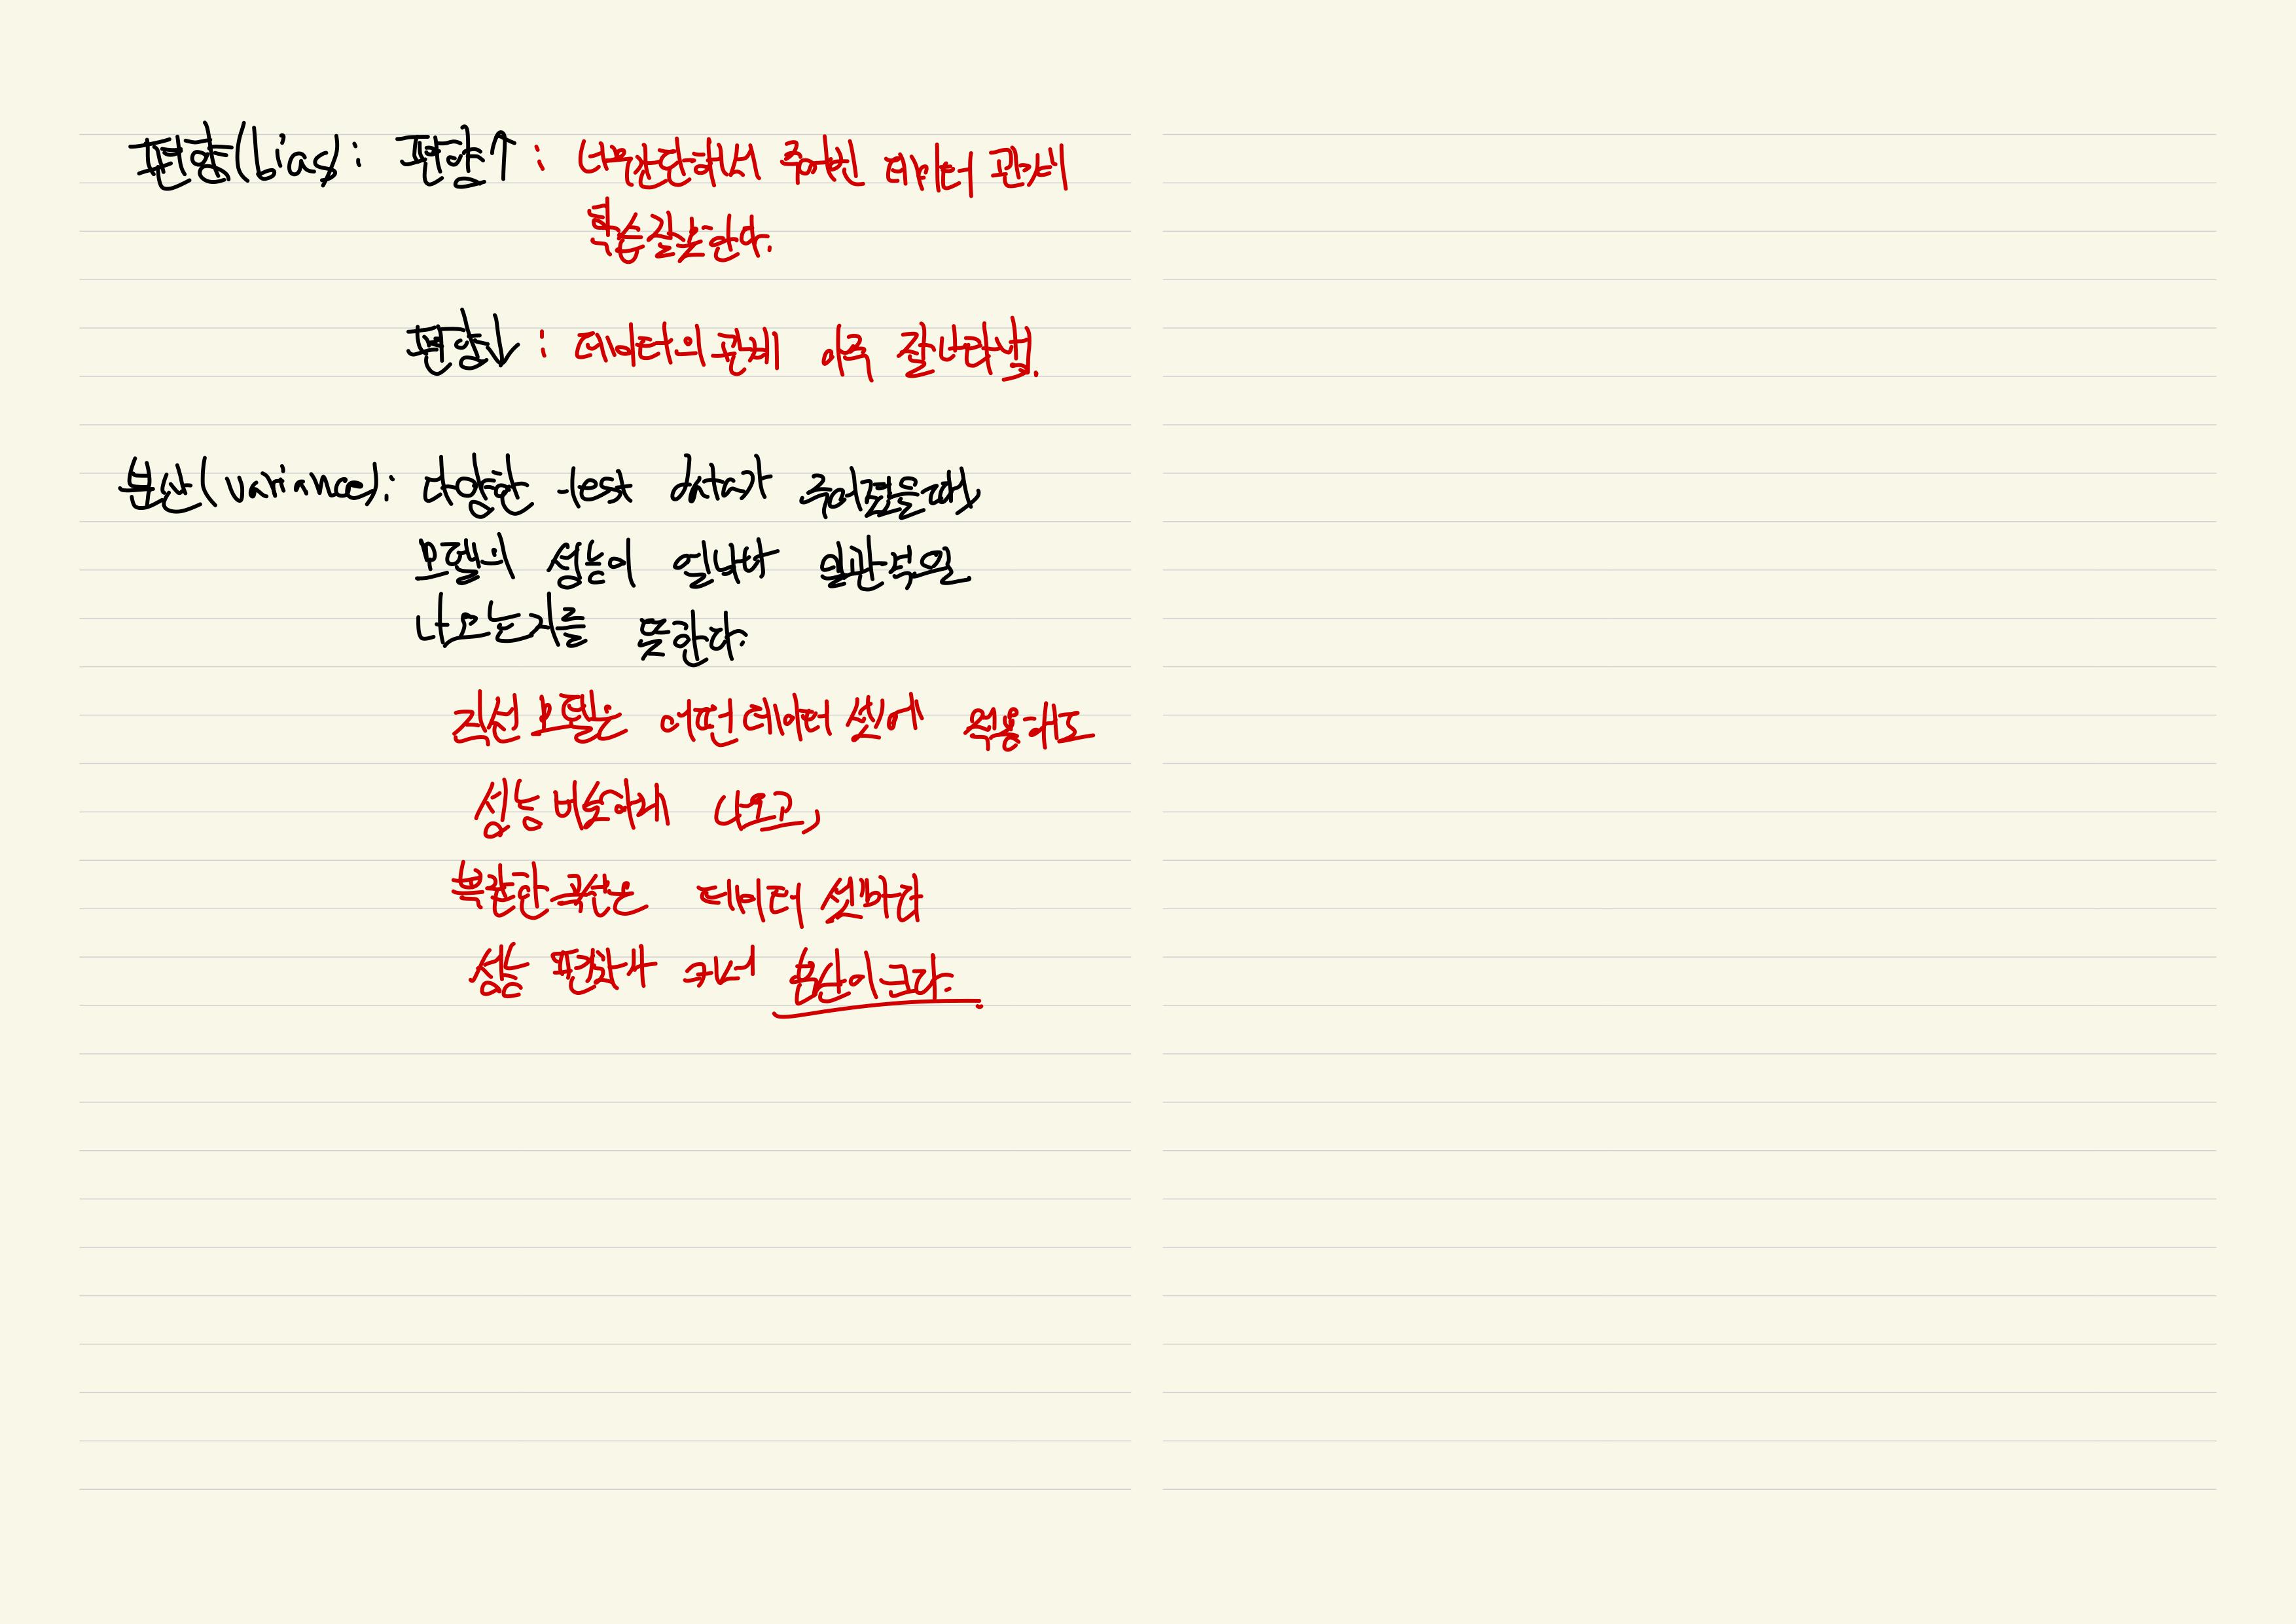 편향(bias): 편향↑: 너무 간단해서 주어진 데이터 관계
학습 잘 못한다.
편향↓: 데이터의 관계 아주 잘 나타냄.
분산(variance): 다양한 test data가 주어졌을때,
모델의 성능이 얼마나 일관적으로
나오는지를 뜻한다.
직선 모델은 어떤 데이터 셋에 적용해도
성능 비슷하게 나오고,
복잡한 곡선은 데이터 셋마다
성능 편차가 커서 분산이 크다.